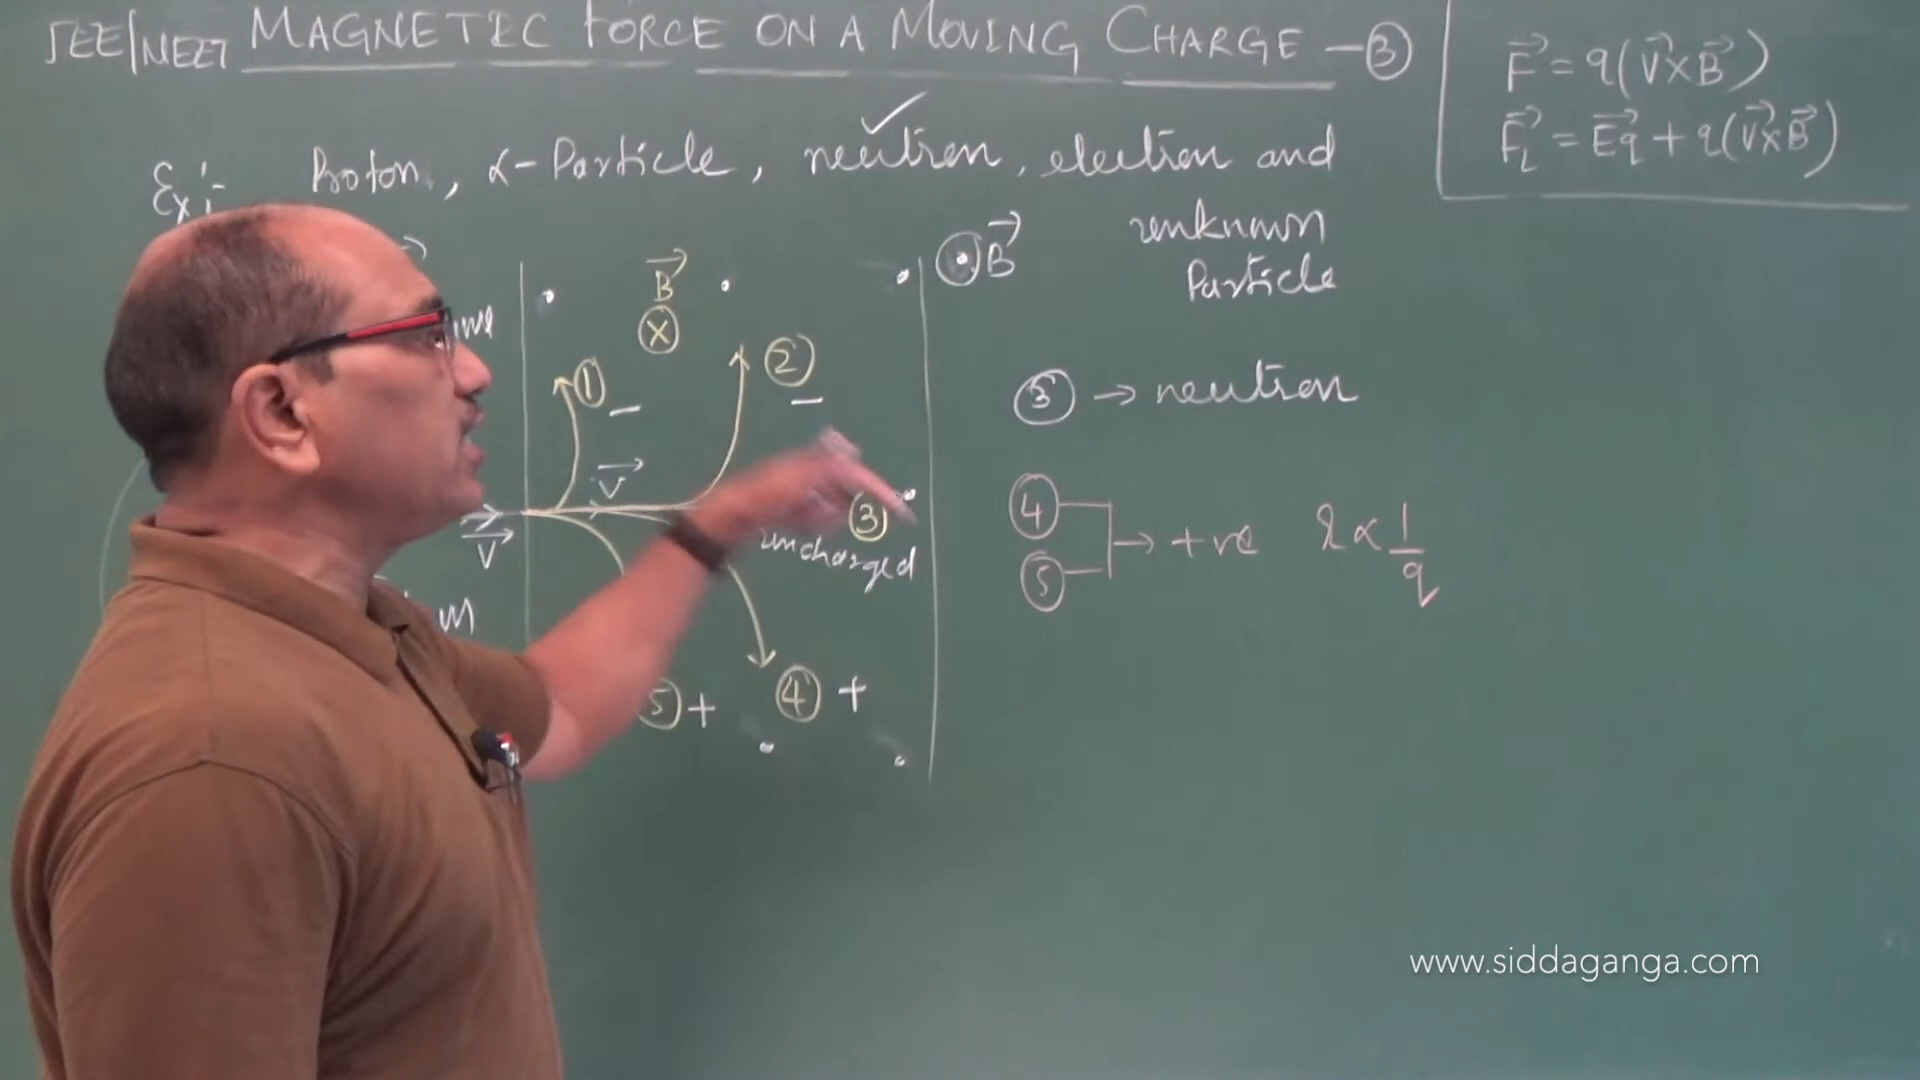 JEE/NEET MAGNETIC FORCE ON A MOVING CHARGE - 3
F⃗ = q(V⃗ X B⃗)
F⃗L = E⃗q + q(V⃗ X B⃗)
Ex:- Proton, α-Particle, neutron, electron and
unknown
Particle
B⃗
X
B⃗
1 -
2 -
3 → neutron
V⃗
V⃗
3
uncharged
4
5
→ +ve r ∝ 1/q
5 +
4 +
www.siddaganga.com